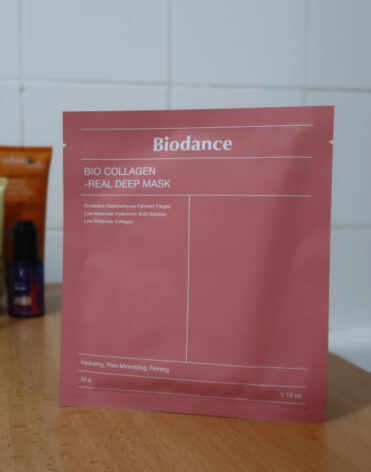 Biodance
BIO COLLAGEN
-REAL DEEP MASK
Probiotics-Galactomyces Ferment Filtrate
Low Molecular Hyaluronic Acid Solution
Low Molecular Collagen
Hydrating, Pore Minimizing, Firming
34 g
1. 19 oz.